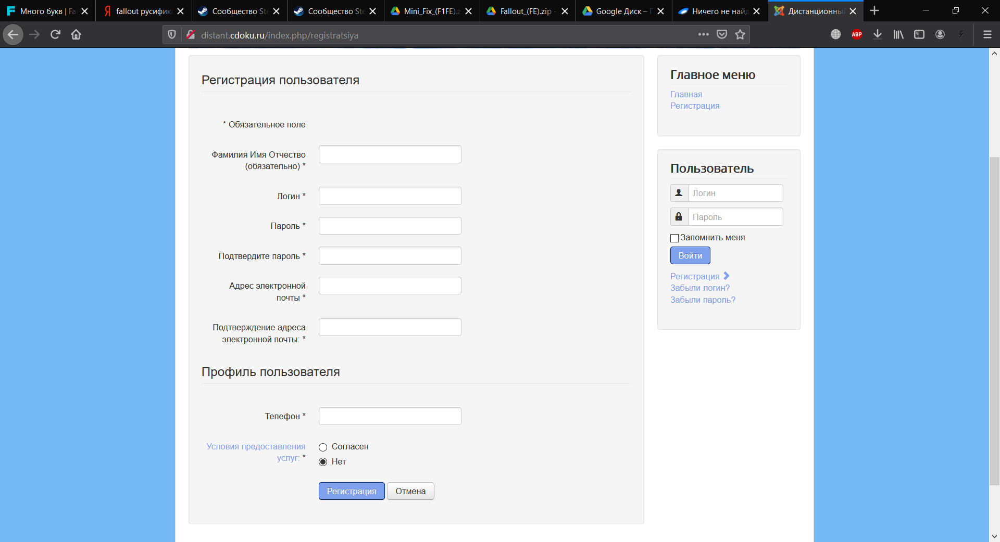 Много букв | Fa
fallout русифика
Сообщество Ste
Сообщество Ste
Mini_Fix_(F1FE).z
Fallout_(FE).zip -
Google Диск – П
Ничего не найд
Дистанционный
distant.cdoku.ru/index.php/registratsiya
ABP
Регистрация пользователя
* Обязательное поле
Фамилия Имя Отчество
(обязательно) *
Логин *
Пароль *
Подтвердите пароль *
Адрес электронной
почты *
Подтверждение адреса
электронной почты: *
Профиль пользователя
Телефон *
Условия предоставления
услуг: *
Согласен
Нет
Регистрация
Отмена
Главное меню
Главная
Регистрация
Пользователь
Логин
Пароль
Запомнить меня
Войти
Регистрация
Забыли логин?
Забыли пароль?